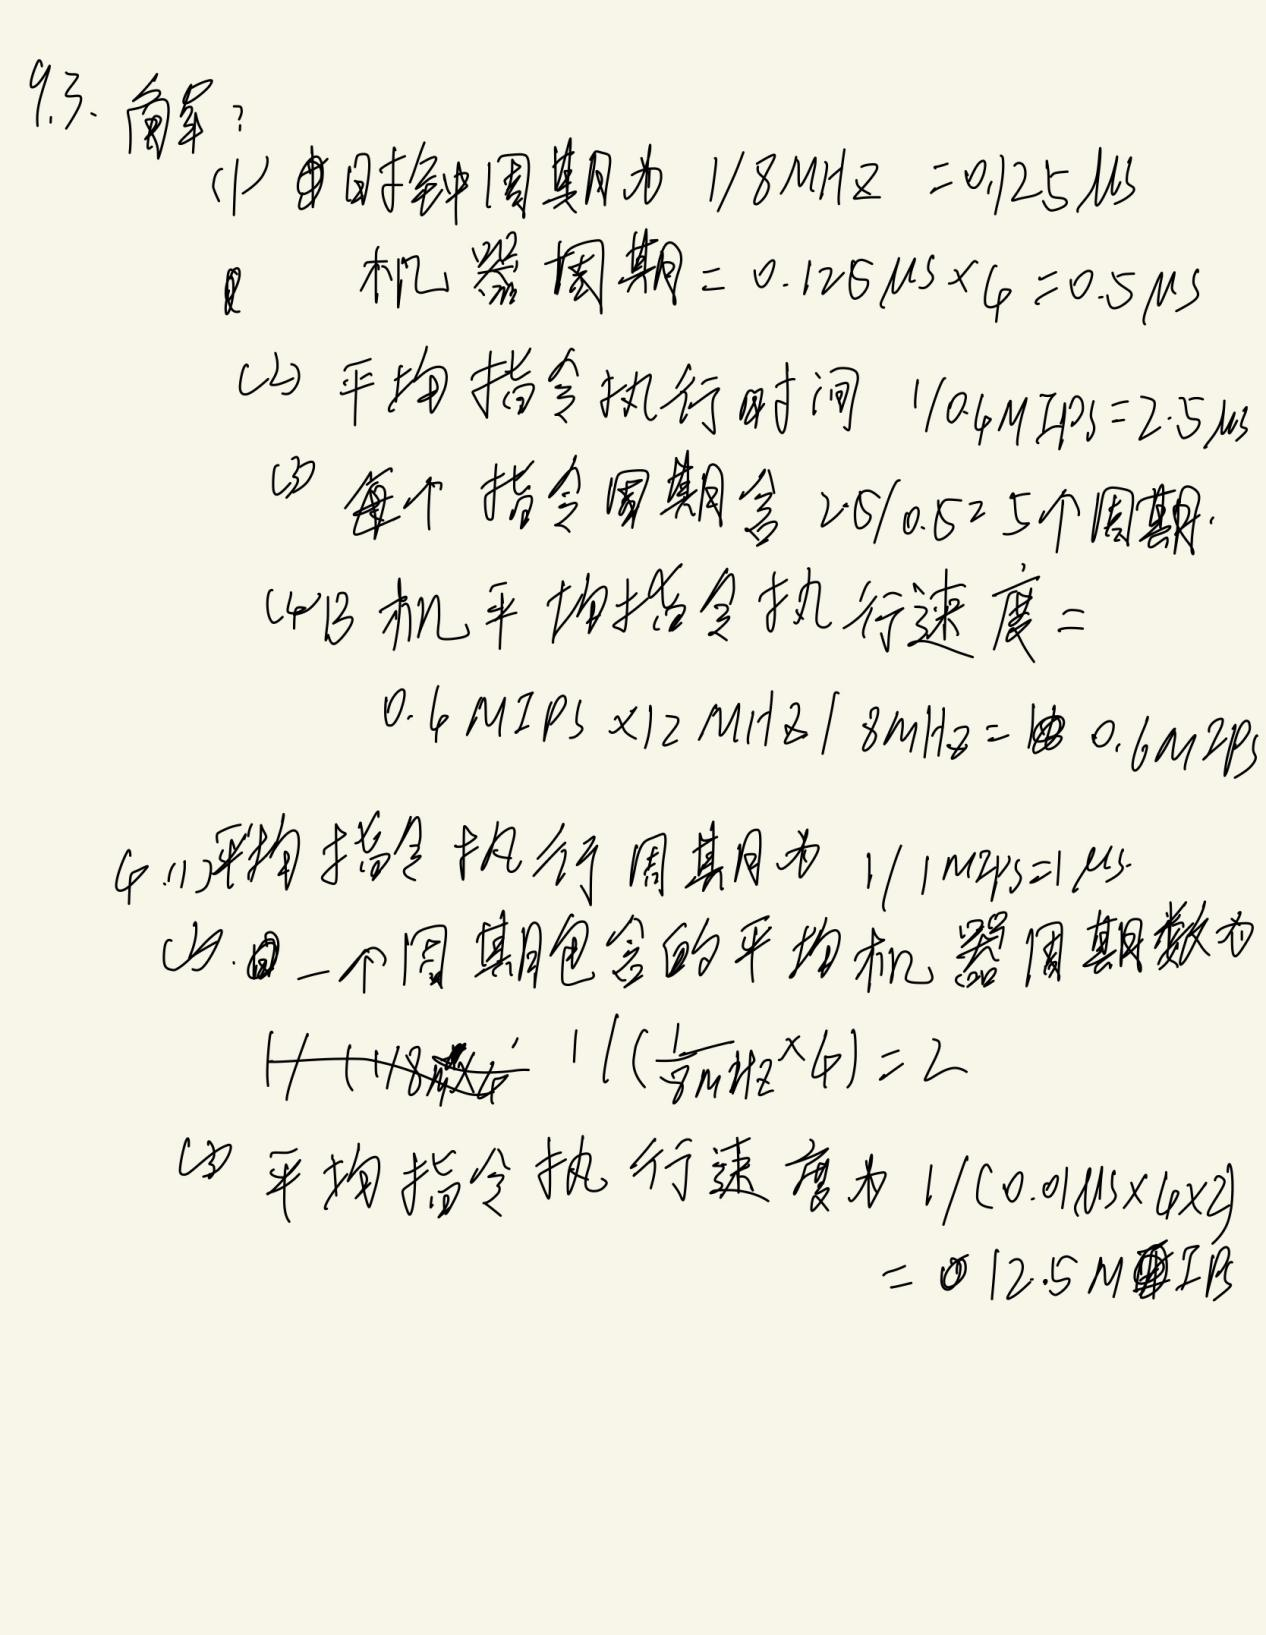 9.3. 解:
(1) 时钟周期为 1/8MHz =0.125μs
机器周期=0.125μs×4=0.5μs
(2) 平均指令执行时间 1/0.4MIPS=2.5μs
(3) 每个指令周期含 2.5/0.5=5个周期.
(4)B机平均指令执行速度=
0.4MIPS×12MHz/8MHz= 0.6MIPS
4.(1)平均指令执行周期为 1/1MIPS=1μs.
(2).一个周期包含的平均机器周期数为
1/(1/8MHz×4)=2
(3) 平均指令执行速度为 1/(0.01μs×4×2)
= 12.5MIPS